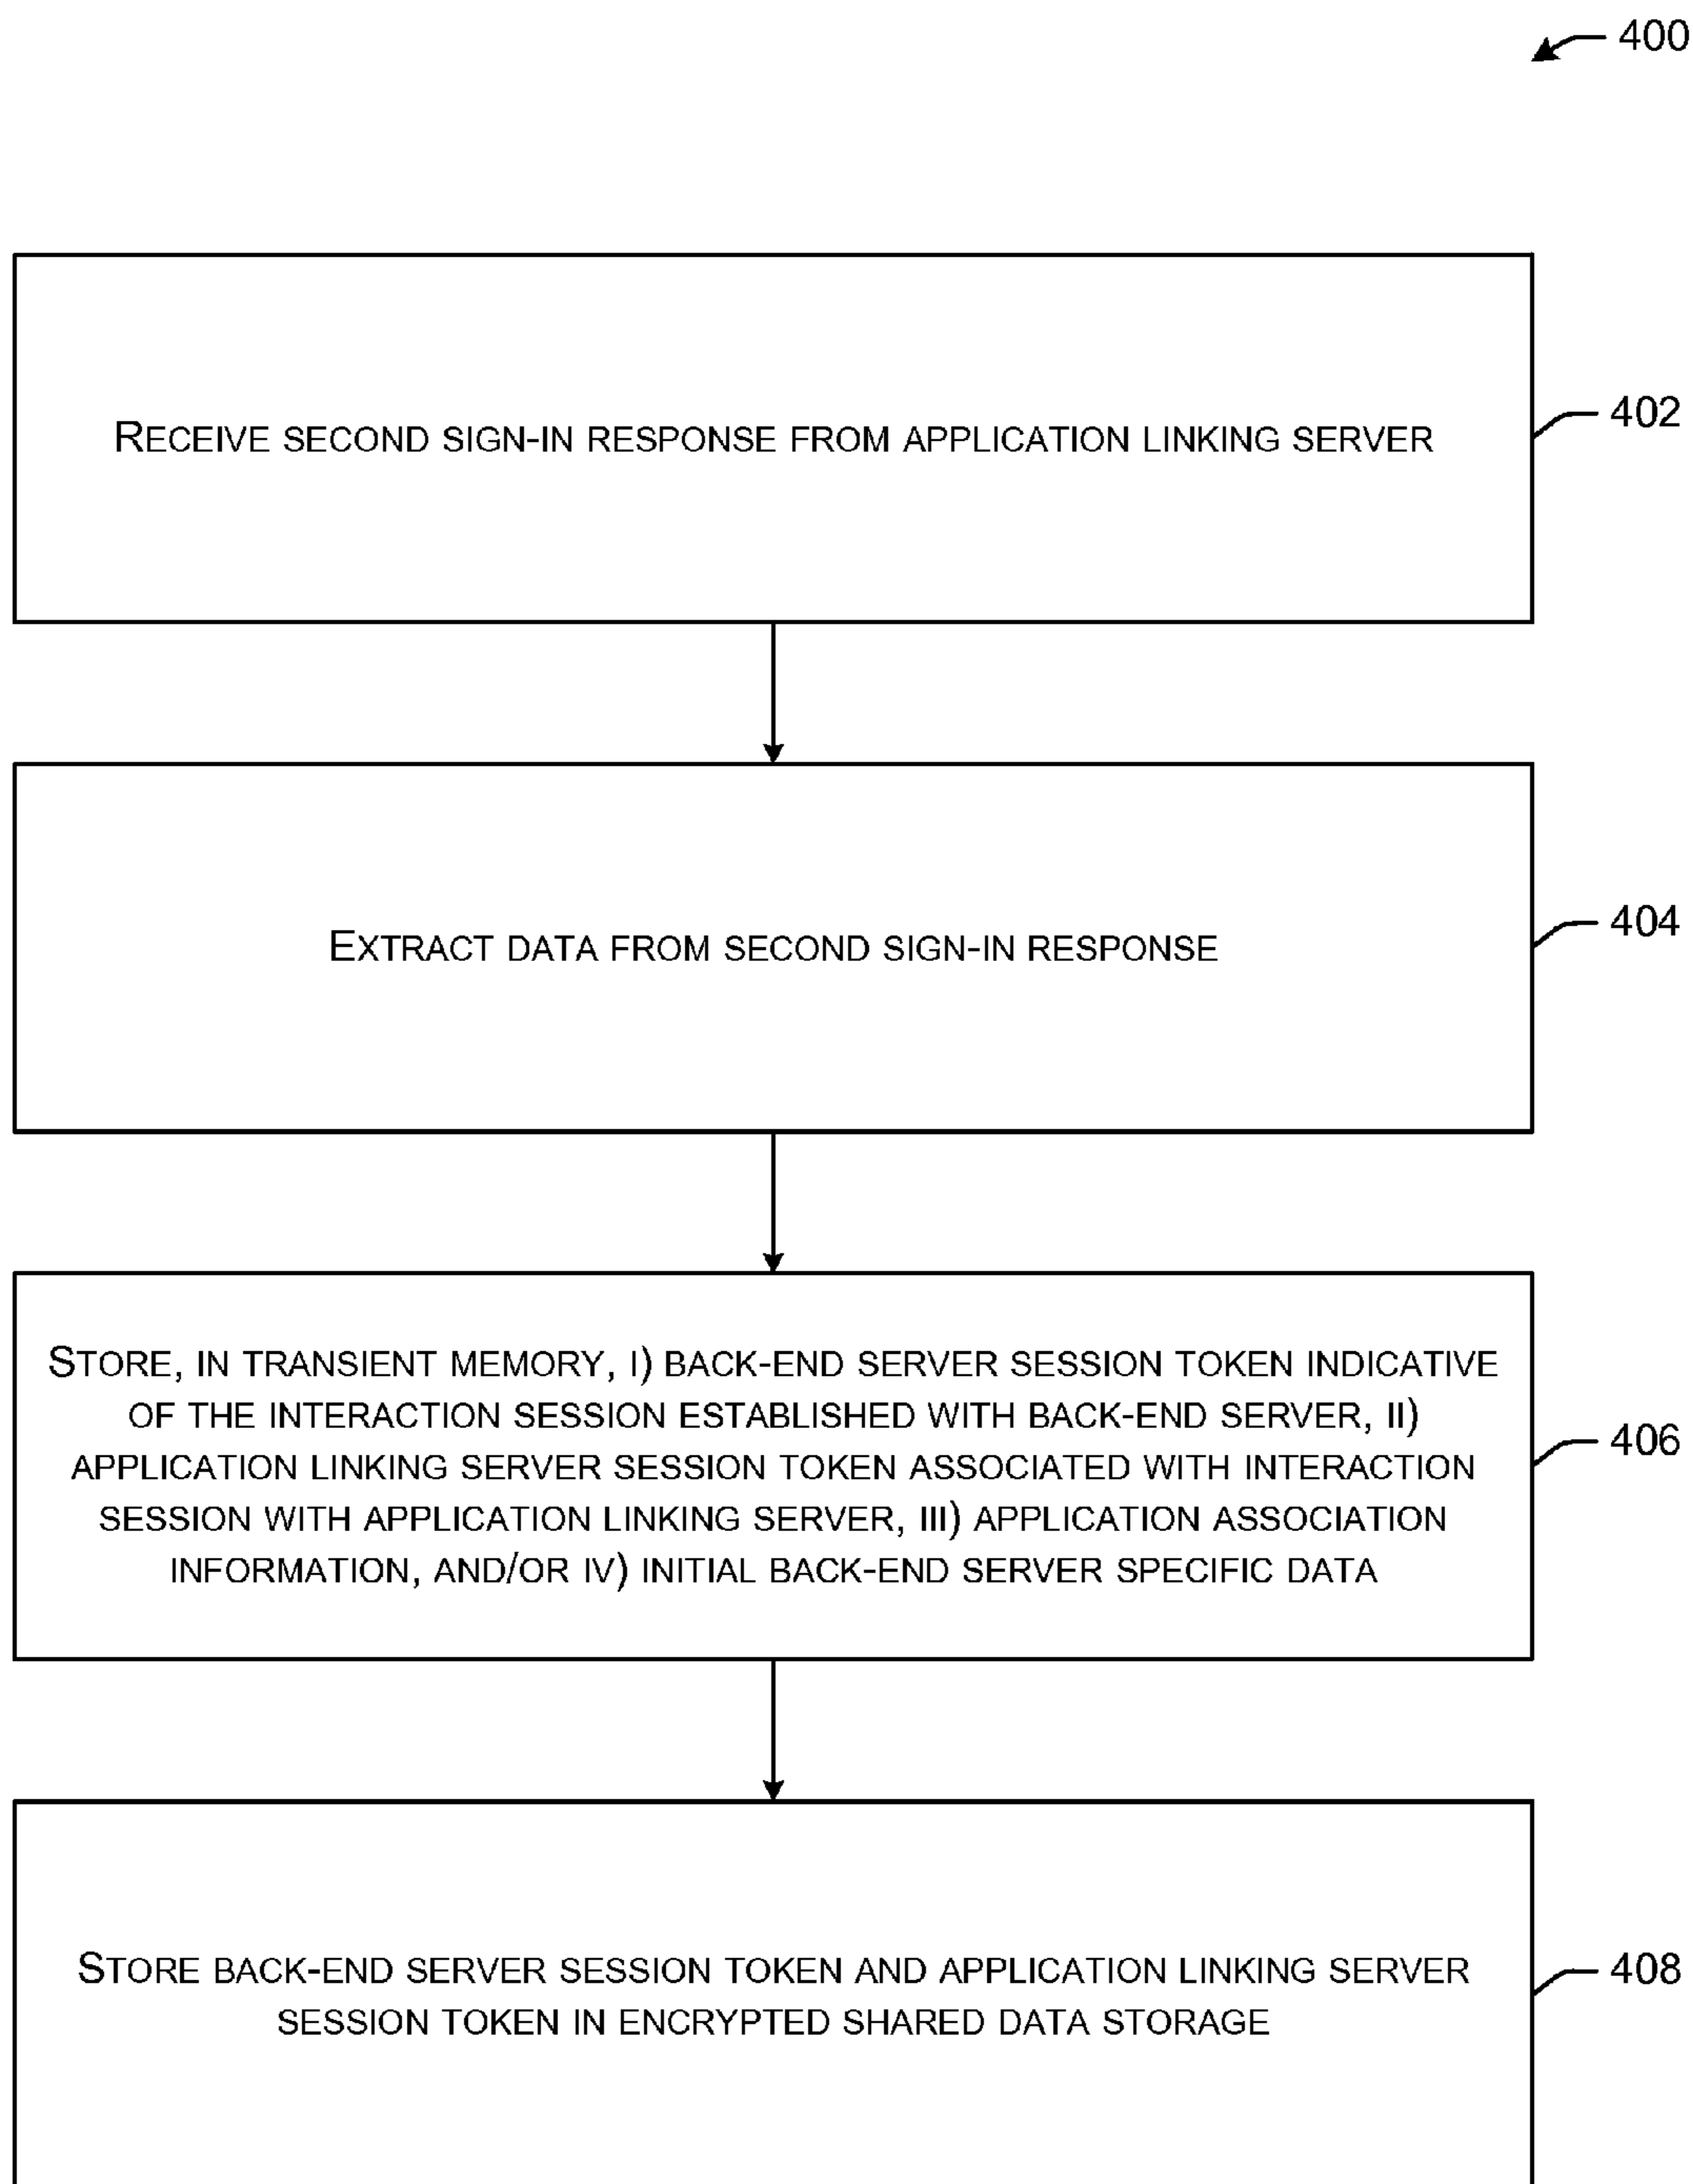 400
RECEIVE SECOND SIGN-IN RESPONSE FROM APPLICATION LINKING SERVER
402
EXTRACT DATA FROM SECOND SIGN-IN RESPONSE
404
STORE, IN TRANSIENT MEMORY, I) BACK-END SERVER SESSION TOKEN INDICATIVE
OF THE INTERACTION SESSION ESTABLISHED WITH BACK-END SERVER, II)
APPLICATION LINKING SERVER SESSION TOKEN ASSOCIATED WITH INTERACTION
SESSION WITH APPLICATION LINKING SERVER, III) APPLICATION ASSOCIATION
INFORMATION, AND/OR IV) INITIAL BACK-END SERVER SPECIFIC DATA
406
STORE BACK-END SERVER SESSION TOKEN AND APPLICATION LINKING SERVER
SESSION TOKEN IN ENCRYPTED SHARED DATA STORAGE
408